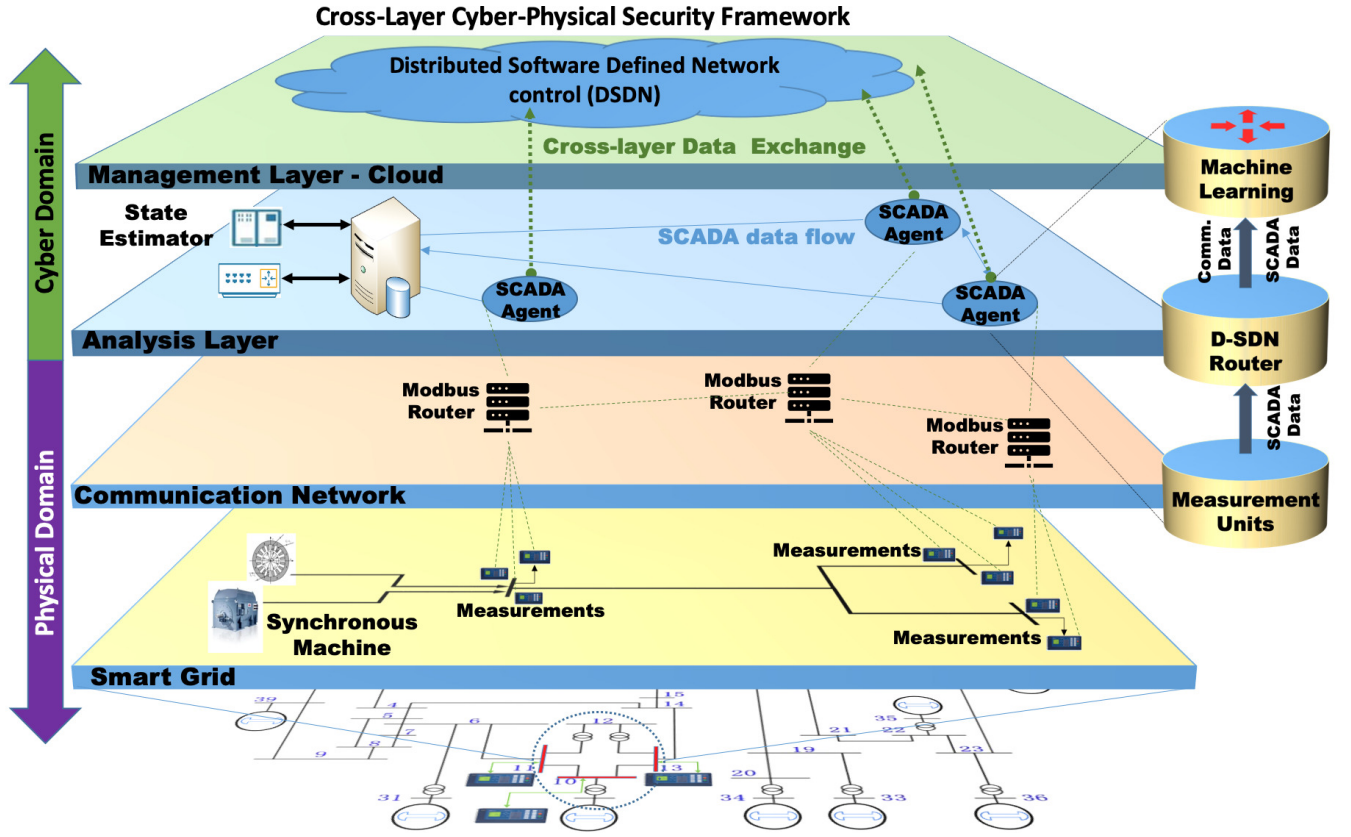 Cross-Layer Cyber-Physical Security Framework
Distributed Software Defined Network
control (DSDN)
Cross-layer Data Exchange
Management Layer - Cloud
Cyber Domain
Physical Domain
State
Estimator
SCADA
Agent
SCADA data flow
SCADA
Agent
SCADA
Agent
Analysis Layer
Modbus
Router
Modbus
Router
Modbus
Router
Communication Network
Measurements
Measurements
Measurements
Synchronous
Machine
Smart Grid
Machine
Learning
Comm.
Data
SCADA
Data
D-SDN
Router
SCADA
Data
Measurement
Units
39
4
5
7
8
9
6
12
15
14
11
10
13
31
20
34
19
33
21
22
35
23
36